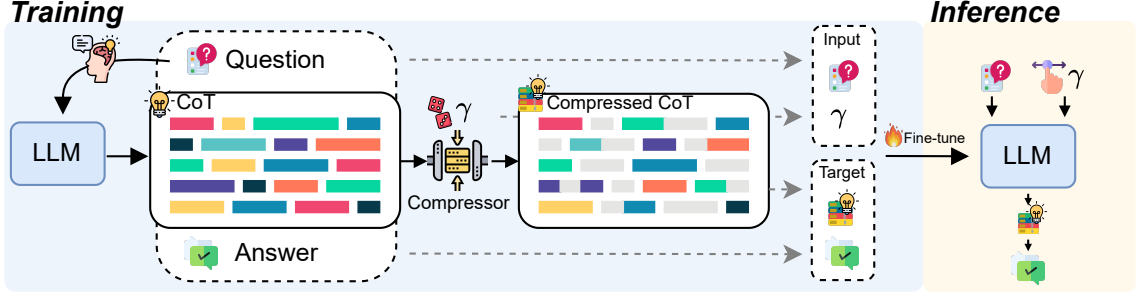 Training
Inference
Question
Input
CoT
Compressed CoT
γ
γ
γ
LLM
Fine-tune
LLM
Compressor
Target
Answer